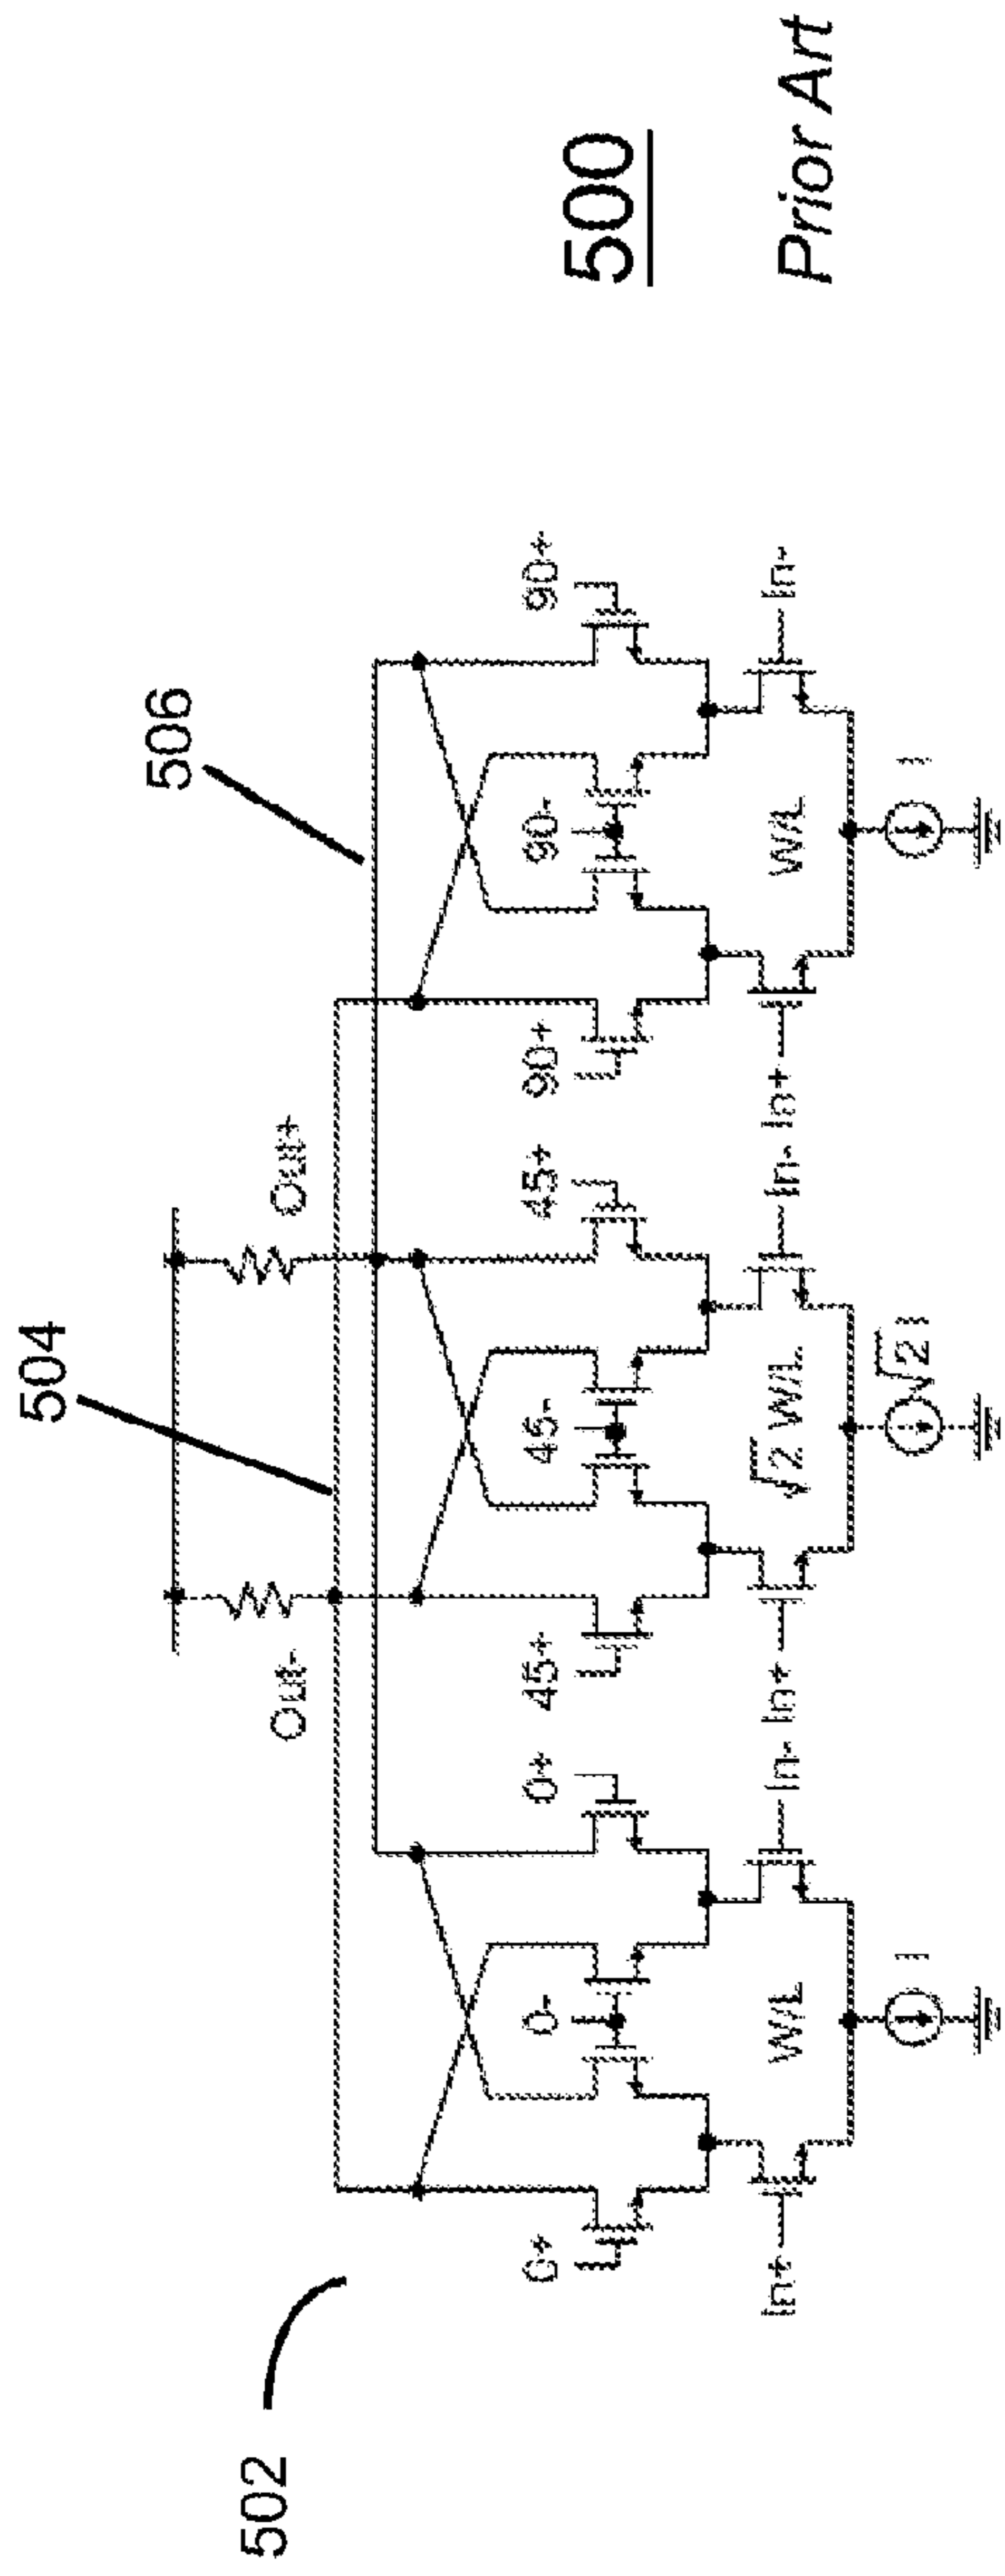 504
506
Out-
Out+
502
0+
0-
0+
45+
45-
45+
90+
90-
90+
500
In+
W/L
In-
In+
√2 W/L
In-
In+
W/L
In-
Prior Art
I
√2 I
I